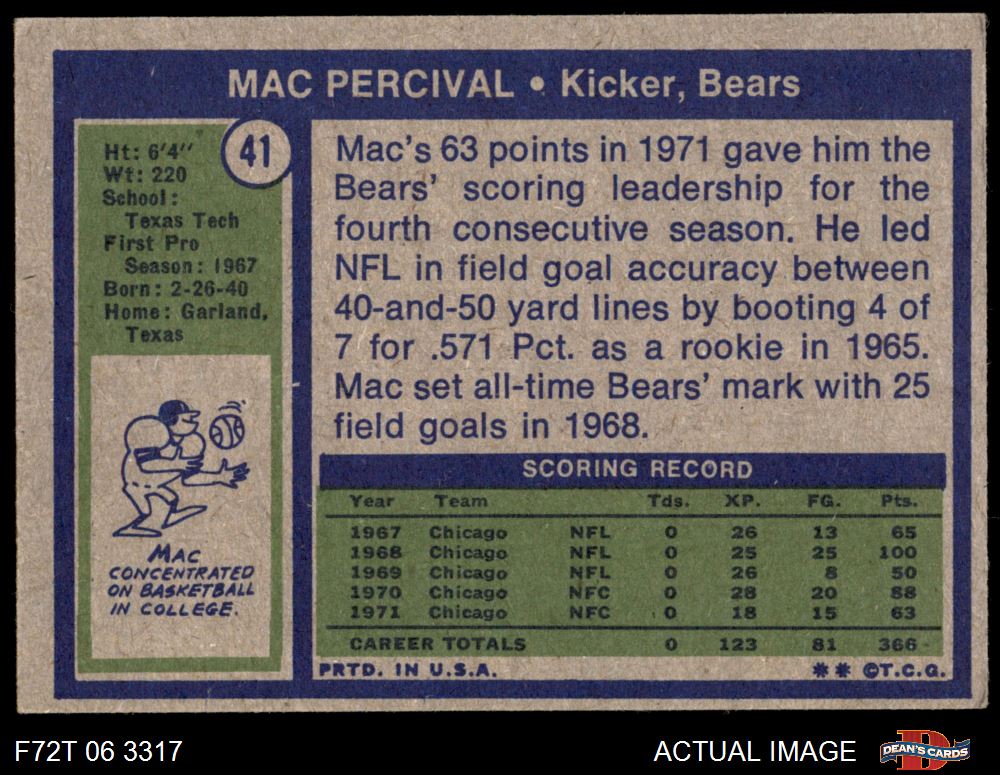 MAC PERCIVAL • Kicker, Bears
41
Ht: 6'4"
Wt: 220
School:
Texas Tech
First Pro
Season: 1967
Born: 2-26-40
Home: Garland,
Texas
MAC
CONCENTRATED
ON BASKETBALL
IN COLLEGE.
Mac's 63 points in 1971 gave him the
Bears' scoring leadership for the
fourth consecutive season. He led
NFL in field goal accuracy between
40-and-50 yard lines by booting 4 of
7 for .571 Pct. as a rookie in 1965.
Mac set all-time Bears' mark with 25
field goals in 1968.
SCORING RECORD
Year Team Tds. XP. FG. Pts.
1967 Chicago NFL 0 26 13 65
1968 Chicago NFL 0 25 25 100
1969 Chicago NFL 0 26 8 50
1970 Chicago NFC 0 28 20 88
1971 Chicago NFC 0 18 15 63
CAREER TOTALS 0 123 81 366
PRTD. IN U.S.A. ** ©T.C.G.
F72T 06 3317 ACTUAL IMAGE D DEAN'S CARDS